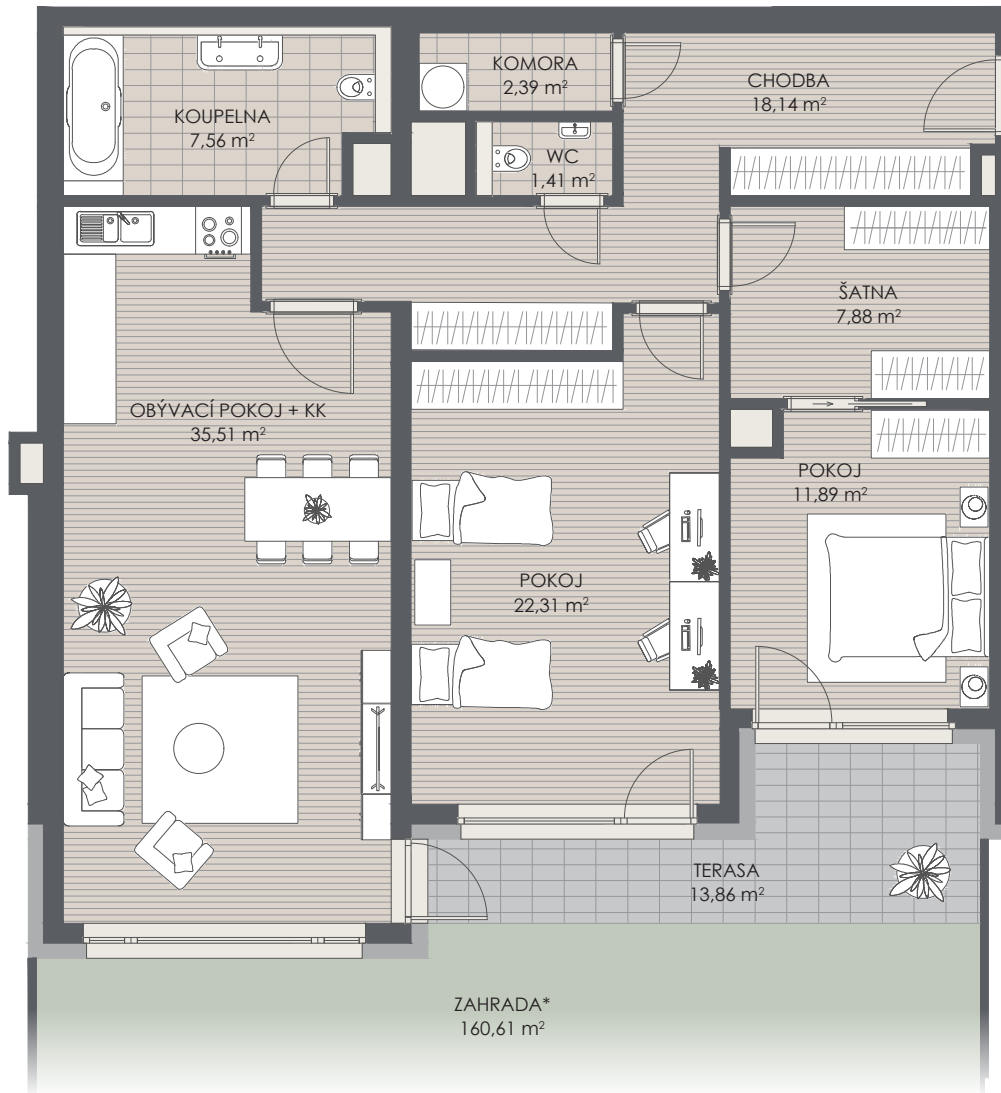 KOMORA
2,39 m²
CHODBA
18,14 m²
KOUPELNA
7,56 m²
WC
1,41 m²
ŠATNA
7,88 m²
OBÝVACÍ POKOJ + KK
35,51 m²
POKOJ
11,89 m²
POKOJ
22,31 m²
TERASA
13,86 m²
ZAHRADA*
160,61 m²